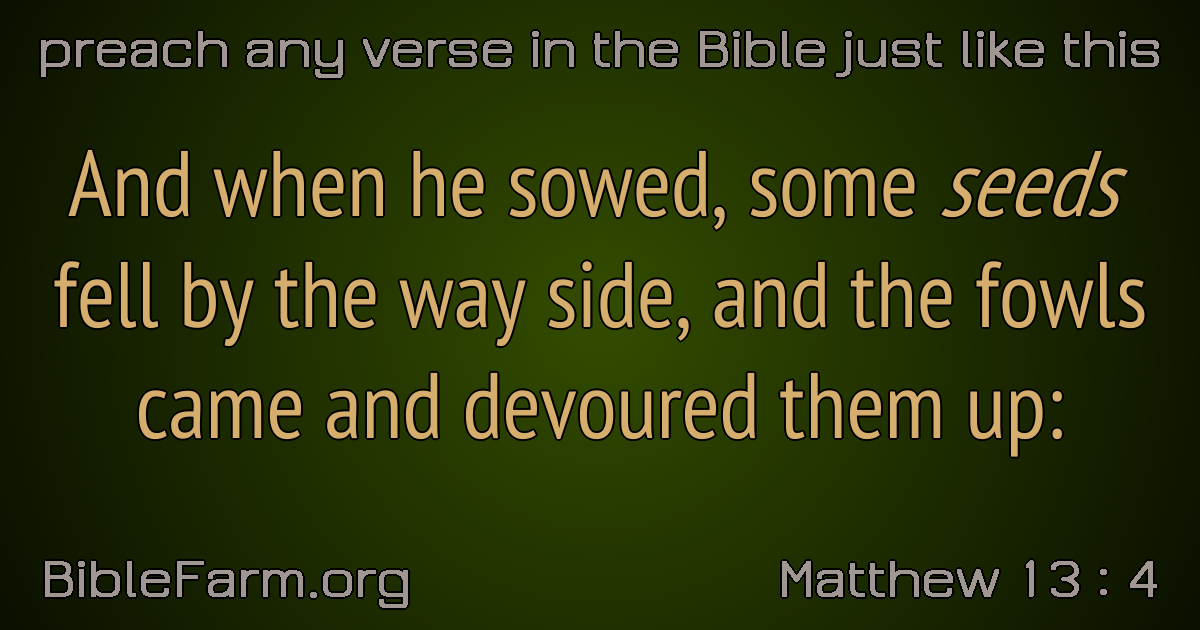 preach any verse in the Bible just like this
And when he sowed, some seeds
fell by the way side, and the fowls
came and devoured them up:
BibleFarm.org
Matthew 13 : 4